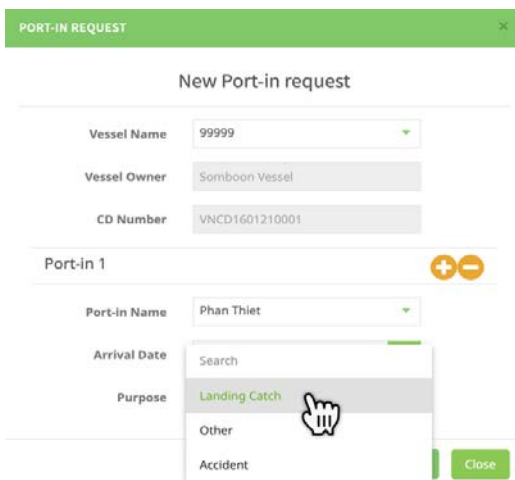 PORT-IN REQUEST ×
New Port-in request
Vessel Name 99999
Vessel Owner Somboon Vessel
CD Number VNCD1601210001
Port-in 1
Port-in Name Phan Thiet
Arrival Date
Search
Purpose
Landing Catch
Other
Accident
Close